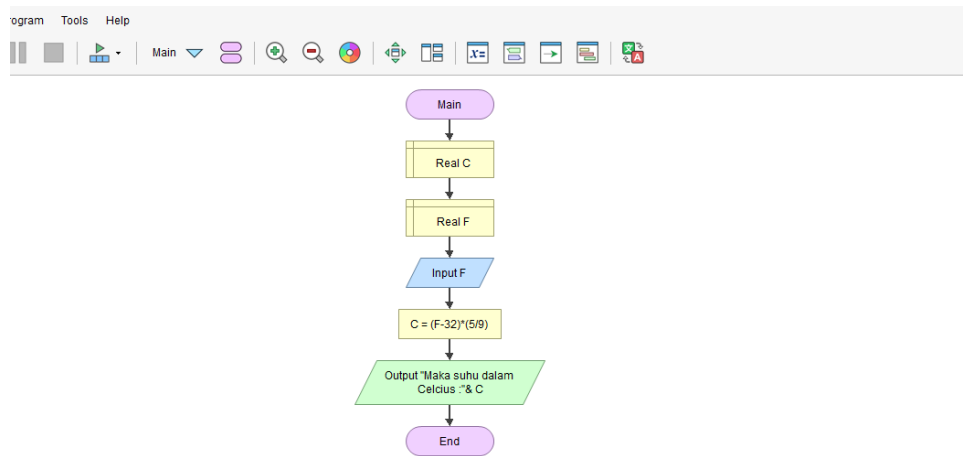 rogram Tools Help
Main
Main
Real C
Real F
Input F
C = (F-32)*(5/9)
Output "Maka suhu dalam
Celcius :"& C
End